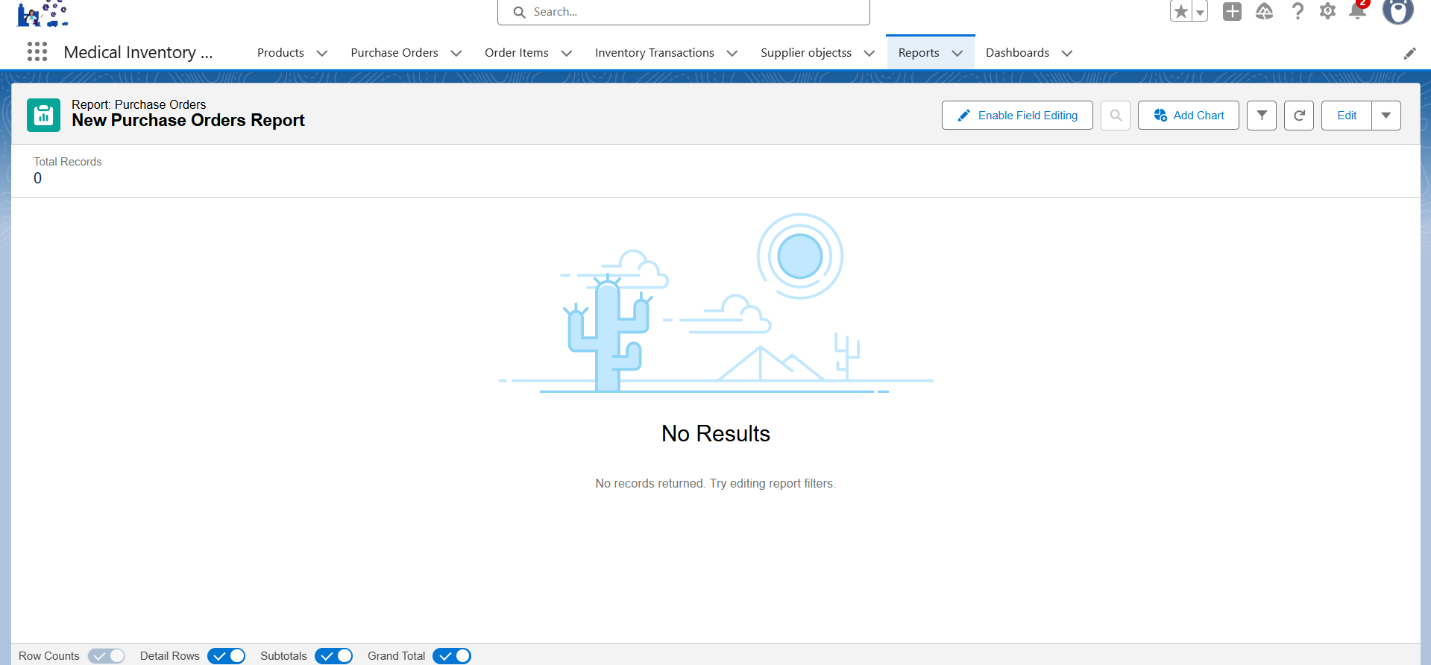 Search...
2
Medical Inventory ...
Products
Purchase Orders
Order Items
Inventory Transactions
Supplier objectss
Reports
Dashboards
Report: Purchase Orders
New Purchase Orders Report
Enable Field Editing
Add Chart
Edit
Total Records
0
No Results
No records returned. Try editing report filters.
Row Counts
Detail Rows
Subtotals
Grand Total